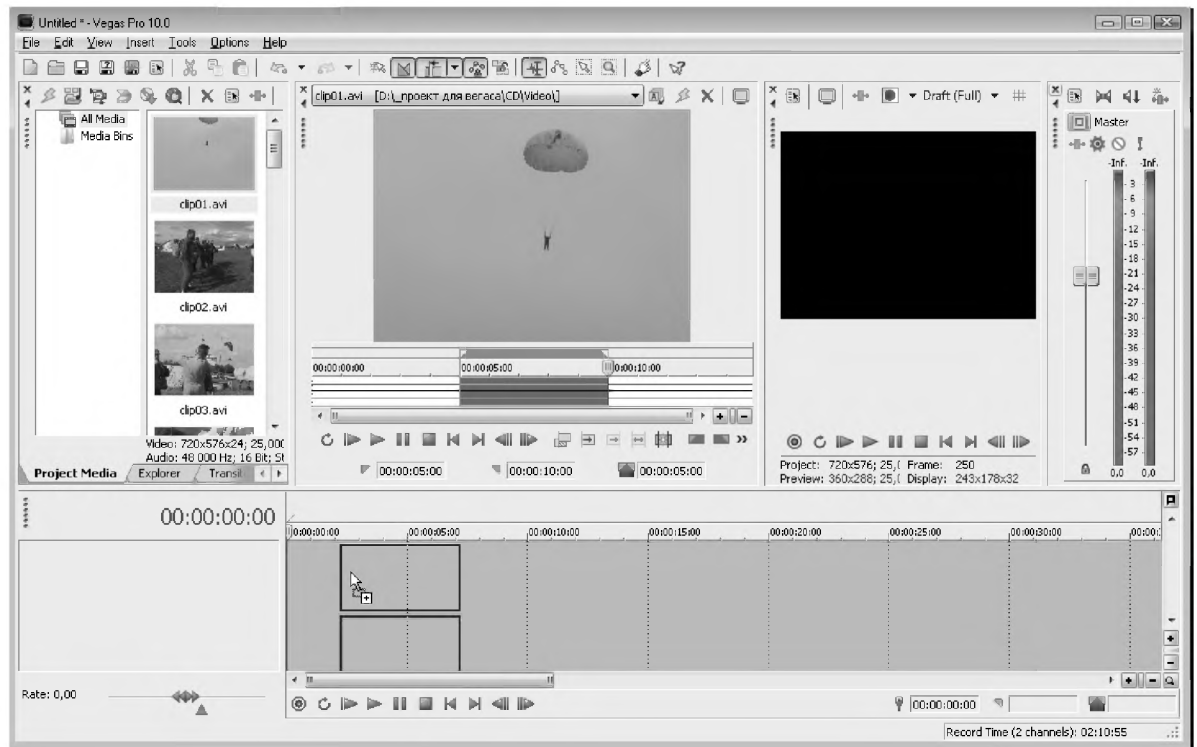 Untitled * - Vegas Pro 10.0
File Edit View Insert Tools Options Help
All Media
Media Bins
clip01.avi
clip02.avi
clip03.avi
Video: 720x576x24; 25,000
Audio: 48 000 Hz; 16 Bit; St
Project Media Explorer Transit
clip01.avi [D:\_проект для вегаса\CD\Video\]
00:00:00:00 00:00:05:00 00:00:10:00
00:00:05:00 00:00:10:00 00:00:05:00
Draft (Full)
Project: 720x576; 25,( Frame: 250
Preview: 360x288; 25,( Display: 243x178x32
Master
-Inf. -Inf.
- 3 -
- 6 -
- 9 -
-12 -
-15 -
-18 -
-21 -
-24 -
-27 -
-30 -
-33 -
-36 -
-39 -
-42 -
-45 -
-48 -
-51 -
-54 -
-57 -
0,0 0,0
00:00:00:00
00:00:00:00 00:00:05:00 00:00:10:00 00:00:15:00 00:00:20:00 00:00:25:00 00:00:30:00 00:00:
Rate: 0,00
00:00:00:00
Record Time (2 channels): 02:10:55